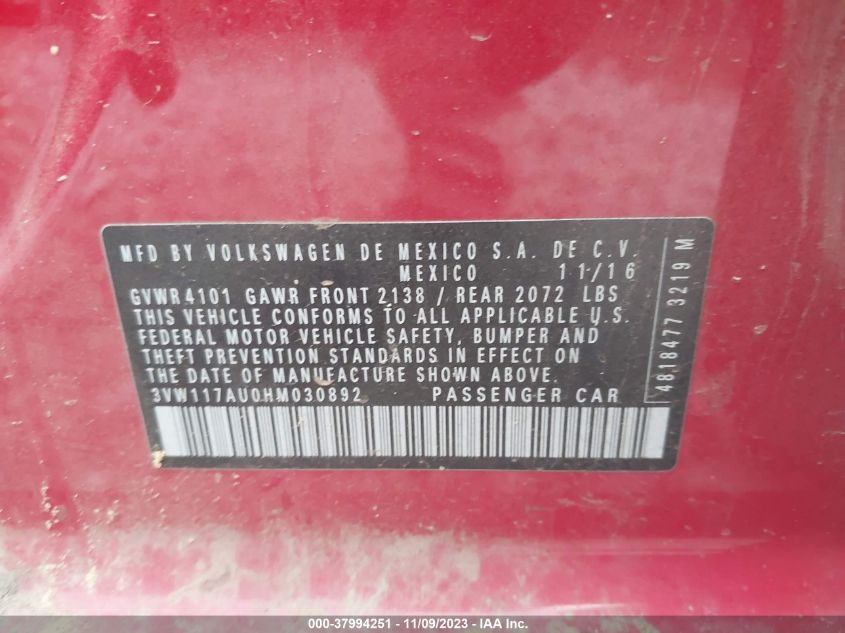 MFD BY VOLKSWAGEN DE MEXICO S.A. DE C.V.
MEXICO 11/16
GVWR 4101 GAWR FRONT 2138 / REAR 2072 LBS
THIS VEHICLE CONFORMS TO ALL APPLICABLE U.S.
FEDERAL MOTOR VEHICLE SAFETY, BUMPER AND
THEFT PREVENTION STANDARDS IN EFFECT ON
THE DATE OF MANUFACTURE SHOWN ABOVE.
3VW117AU0HM030892 PASSENGER CAR
4818477 3219 M
000-37994251 - 11/09/2023 - IAA Inc.